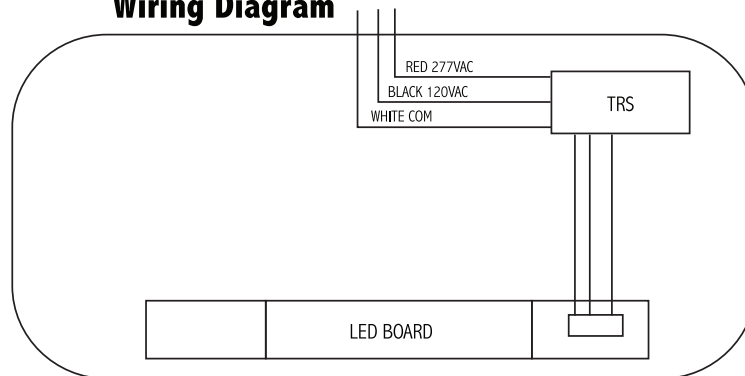 Wiring Diagram
RED 277VAC
BLACK 120VAC
WHITE COM
TRS
LED BOARD